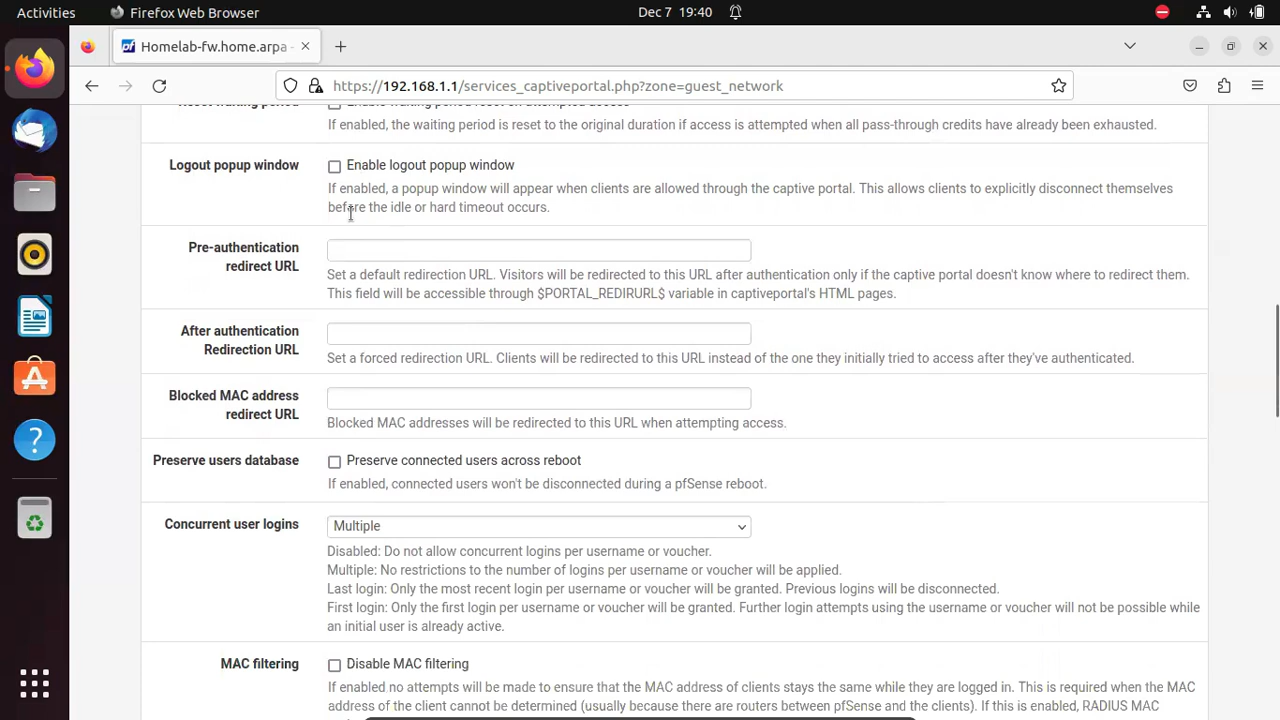 Activities
Firefox Web Browser
Dec 7 19:40
Homelab-fw.home.arpa -
https://192.168.1.1/services_captiveportal.php?zone=guest_network
Reset waiting period
Enable waiting period reset on attempted access
If enabled, the waiting period is reset to the original duration if access is attempted when all pass-through credits have already been exhausted.
Logout popup window
Enable logout popup window
If enabled, a popup window will appear when clients are allowed through the captive portal. This allows clients to explicitly disconnect themselves
before the idle or hard timeout occurs.
Pre-authentication
redirect URL
Set a default redirection URL. Visitors will be redirected to this URL after authentication only if the captive portal doesn't know where to redirect them.
This field will be accessible through $PORTAL_REDIRURL$ variable in captiveportal's HTML pages.
After authentication
Redirection URL
Set a forced redirection URL. Clients will be redirected to this URL instead of the one they initially tried to access after they've authenticated.
Blocked MAC address
redirect URL
Blocked MAC addresses will be redirected to this URL when attempting access.
Preserve users database
Preserve connected users across reboot
If enabled, connected users won't be disconnected during a pfSense reboot.
Concurrent user logins
Multiple
Disabled: Do not allow concurrent logins per username or voucher.
Multiple: No restrictions to the number of logins per username or voucher will be applied.
Last login: Only the most recent login per username or voucher will be granted. Previous logins will be disconnected.
First login: Only the first login per username or voucher will be granted. Further login attempts using the username or voucher will not be possible while
an initial user is already active.
MAC filtering
Disable MAC filtering
If enabled no attempts will be made to ensure that the MAC address of clients stays the same while they are logged in. This is required when the MAC
address of the client cannot be determined (usually because there are routers between pfSense and the clients). If this is enabled, RADIUS MAC